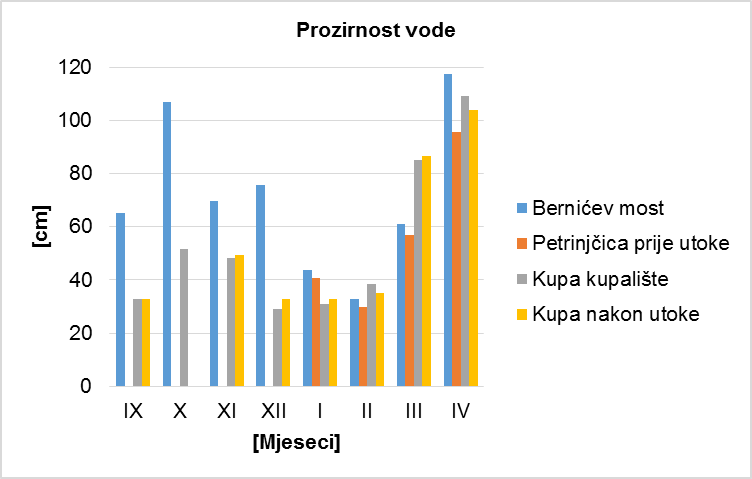 Prozirnost vode
120
100
80
60
40
20
0
[cm]
IX X XI XII I II III IV
[Mjeseci]
Bernićev most
Petrinjčica prije utoke
Kupa kupalište
Kupa nakon utoke